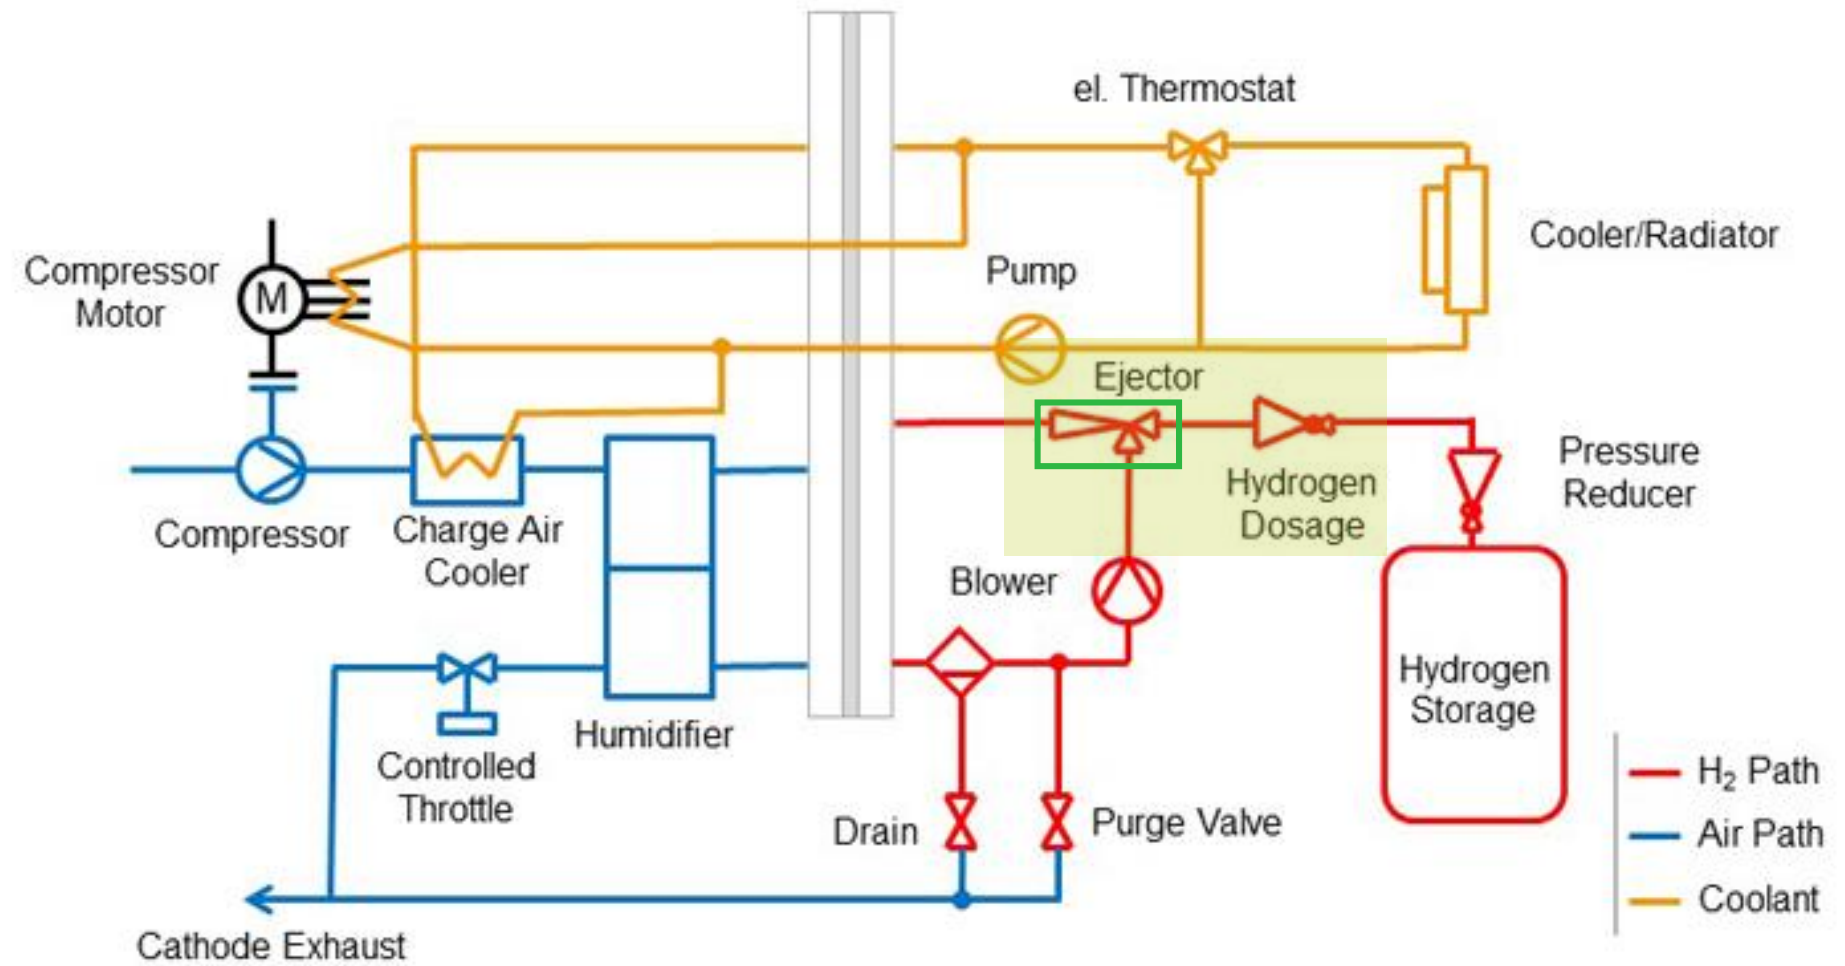 el. Thermostat
Compressor
Motor
M
Pump
Cooler/Radiator
Ejector
Hydrogen
Dosage
Pressure
Reducer
Compressor
Charge Air
Cooler
Blower
Humidifier
Controlled
Throttle
Hydrogen
Storage
Drain
Purge Valve
H₂ Path
Air Path
Coolant
Cathode Exhaust